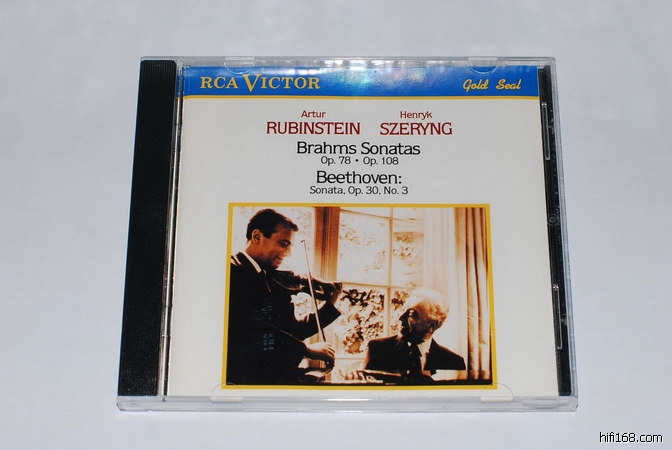 RCA VICTOR
Gold Seal
Artur Henryk
RUBINSTEIN SZERYNG
Brahms Sonatas
Op. 78 • Op. 108
Beethoven:
Sonata, Op. 30, No. 3
hifi168.com